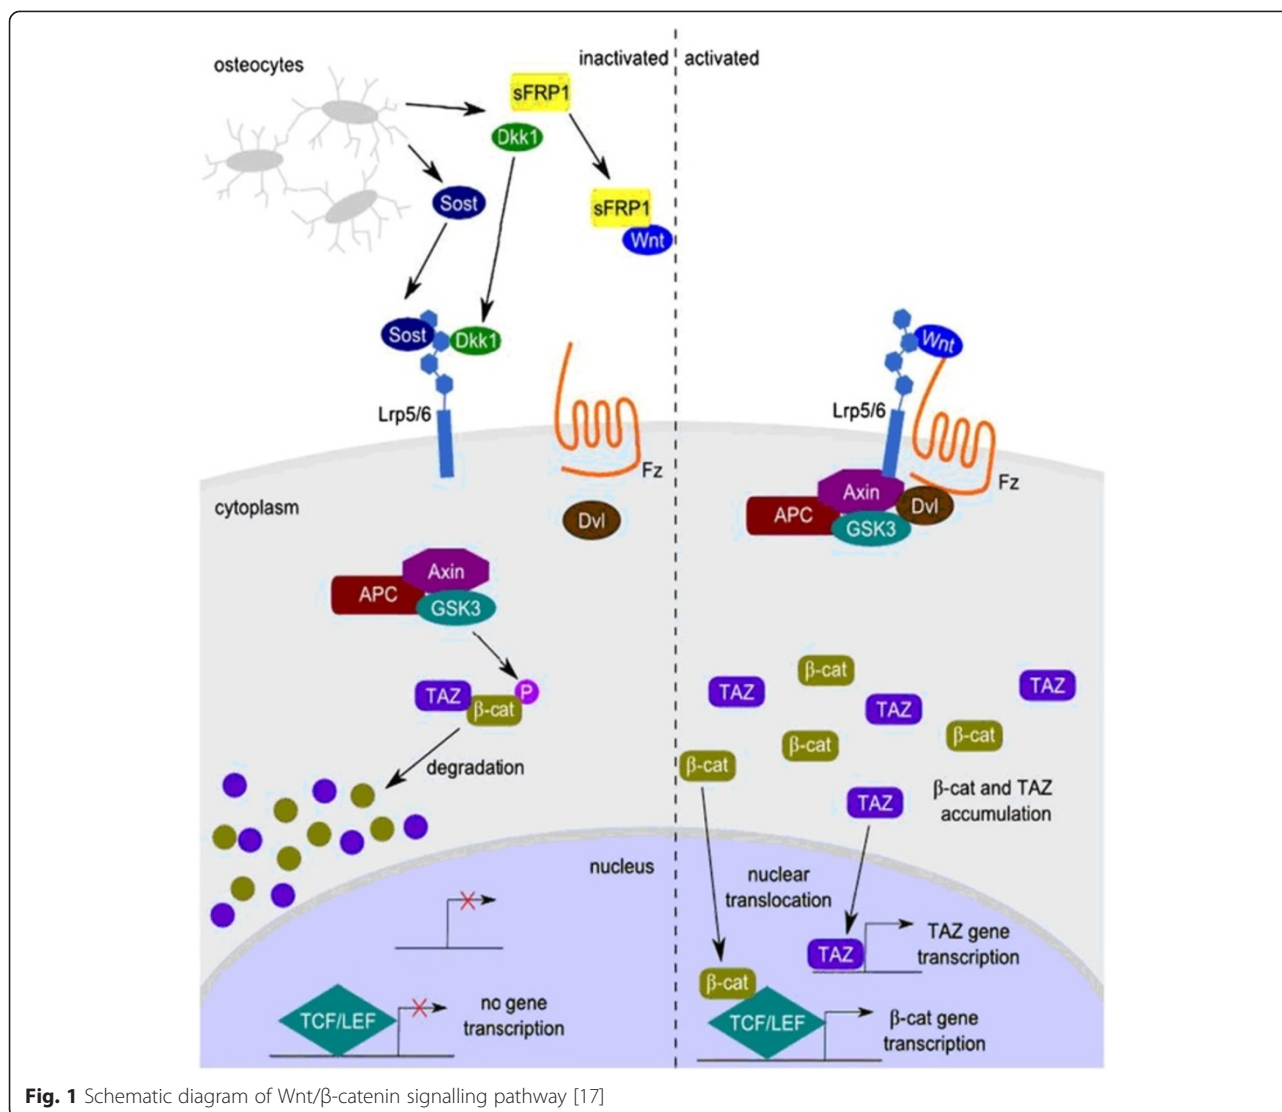 osteocytes
inactivated
activated
sFRP1
Dkk1
Sost
sFRP1
Wnt
Sost
Dkk1
Lrp5/6
Fz
cytoplasm
Dvl
Axin
APC
GSK3
TAZ
β-cat
P
degradation
nucleus
TCF/LEF
no gene
transcription
Wnt
Lrp5/6
Fz
Axin
APC
GSK3
Dvl
β-cat
TAZ
TAZ
TAZ
β-cat
β-cat
β-cat
TAZ
β-cat and TAZ
accumulation
nuclear
translocation
TAZ
TAZ gene
transcription
β-cat
TCF/LEF
β-cat gene
transcription
Fig. 1 Schematic diagram of Wnt/β-catenin signalling pathway [17]